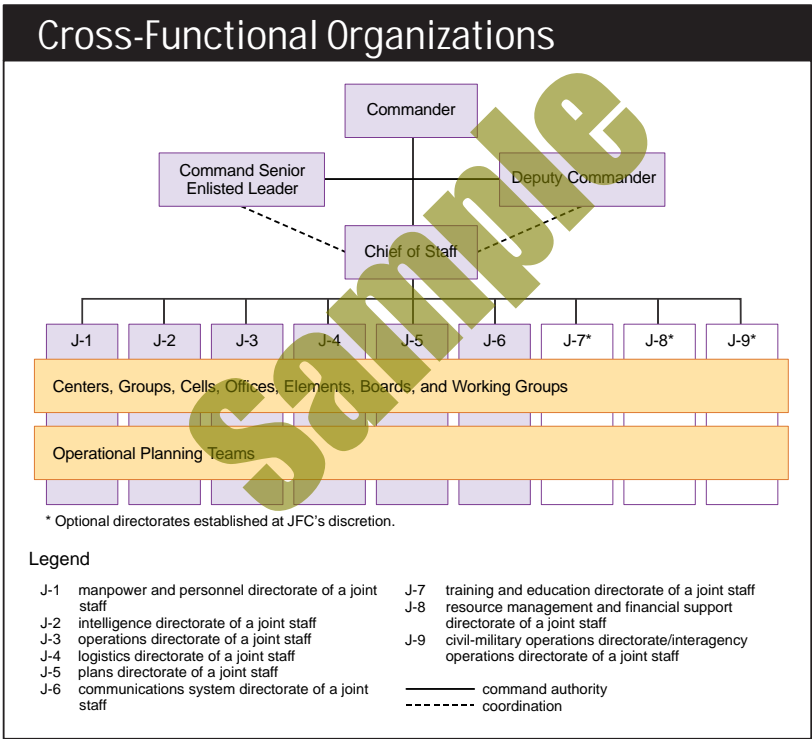 Cross-Functional Organizations
Commander
Command Senior
Enlisted Leader
Deputy Commander
Chief of Staff
J-1
J-2
J-3
J-4
J-5
J-6
J-7*
J-8*
J-9*
Centers, Groups, Cells, Offices, Elements, Boards, and Working Groups
Operational Planning Teams
Sample
* Optional directorates established at JFC's discretion.
Legend
J-1 manpower and personnel directorate of a joint
staff
J-2 intelligence directorate of a joint staff
J-3 operations directorate of a joint staff
J-4 logistics directorate of a joint staff
J-5 plans directorate of a joint staff
J-6 communications system directorate of a joint
staff
J-7 training and education directorate of a joint staff
J-8 resource management and financial support
directorate of a joint staff
J-9 civil-military operations directorate/interagency
operations directorate of a joint staff
command authority
coordination